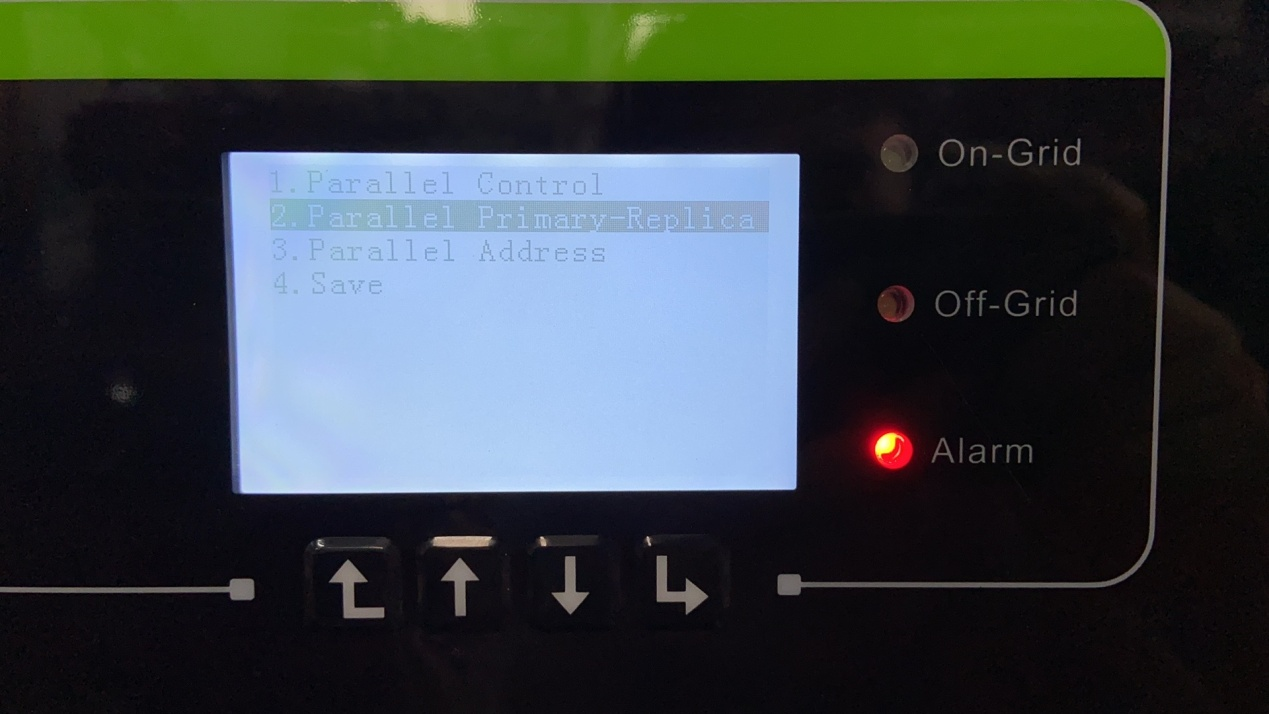 1.Parallel Control
2.Parallel Primary-Replica
3.Parallel Address
4.Save
On-Grid
Off-Grid
Alarm